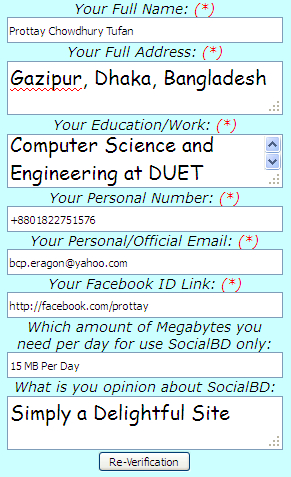 Your Full Name: (*)
Prottay Chowdhury Tufan
Your Full Address: (*)
Gazipur, Dhaka, Bangladesh
Your Education/Work: (*)
Computer Science and
Engineering at DUET
Your Personal Number: (*)
+8801822751576
Your Personal/Official Email: (*)
bcp.eragon@yahoo.com
Your Facebook ID Link: (*)
http://facebook.com/prottay
Which amount of Megabytes you
need per day for use SocialBD only:
15 MB Per Day
What is you opinion about SocialBD:
Simply a Delightful Site
Re-Verification